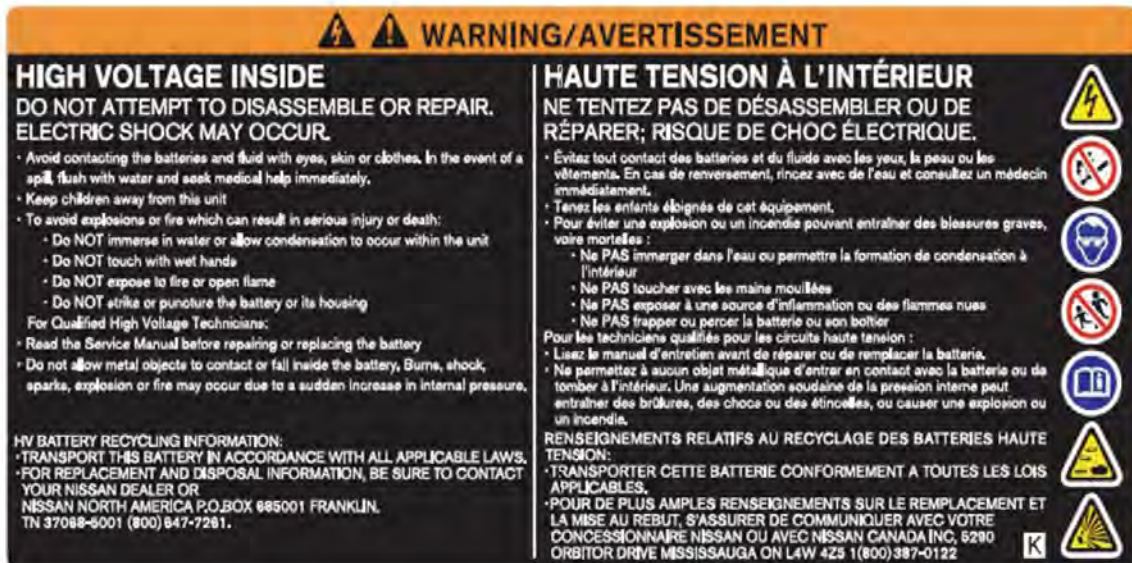 WARNING/AVERTISSEMENT
HIGH VOLTAGE INSIDE
DO NOT ATTEMPT TO DISASSEMBLE OR REPAIR.
ELECTRIC SHOCK MAY OCCUR.
· Avoid contacting the batteries and fluid with eyes, skin or clothes. In the event of a
spill, flush with water and seek medical help immediately.
· Keep children away from this unit
· To avoid explosions or fire which can result in serious injury or death:
· Do NOT immerse in water or allow condensation to occur within the unit
· Do NOT touch with wet hands
· Do NOT expose to fire or open flame
· Do NOT strike or puncture the battery or its housing
For Qualified High Voltage Technicians:
· Read the Service Manual before repairing or replacing the battery
· Do not allow metal objects to contact or fall inside the battery. Burns, shock,
sparks, explosion or fire may occur due to a sudden increase in internal pressure.
HV BATTERY RECYCLING INFORMATION:
·TRANSPORT THIS BATTERY IN ACCORDANCE WITH ALL APPLICABLE LAWS.
·FOR REPLACEMENT AND DISPOSAL INFORMATION, BE SURE TO CONTACT
YOUR NISSAN DEALER OR
NISSAN NORTH AMERICA P.O.BOX 685001 FRANKLIN.
TN 37068-5001 (800) 647-7261.
HAUTE TENSION À L'INTÉRIEUR
NE TENTEZ PAS DE DÉSASSEMBLER OU DE
RÉPARER; RISQUE DE CHOC ÉLECTRIQUE.
· Évitez tout contact des batteries et du fluide avec les yeux, la peau ou les
vêtements. En cas de renversement, rincez avec de l'eau et consultez un médecin
immédiatement.
· Tenez les enfants éloignés de cet équipement.
· Pour éviter une explosion ou un incendie pouvant entraîner des blessures graves,
voire mortelles :
· Ne PAS immerger dans l'eau ou permettre la formation de condensation à
l'intérieur
· Ne PAS toucher avec les mains mouillées
· Ne PAS exposer à une source d'inflammation ou des flammes nues
· Ne PAS frapper ou percer la batterie ou son boîtier
Pour les techniciens qualifiés pour les circuits haute tension :
· Lisez le manuel d'entretien avant de réparer ou de remplacer la batterie.
· Ne permettez à aucun objet métallique d'entrer en contact avec la batterie ou de
tomber à l'intérieur. Une augmentation soudaine de la pression interne peut
entraîner des brûlures, des chocs ou des étincelles, ou causer une explosion ou
un incendie.
RENSEIGNEMENTS RELATIFS AU RECYCLAGE DES BATTERIES HAUTE
TENSION:
·TRANSPORTER CETTE BATTERIE CONFORMEMENT A TOUTES LES LOIS
APPLICABLES.
·POUR DE PLUS AMPLES RENSEIGNEMENTS SUR LE REMPLACEMENT ET
LA MISE AU REBUT, S'ASSURER DE COMMUNIQUER AVEC VOTRE
CONCESSIONNAIRE NISSAN OU AVEC NISSAN CANADA INC, 5290
ORBITOR DRIVE MISSISSAUGA ON L4W 4Z5 1(800) 387-0122
K